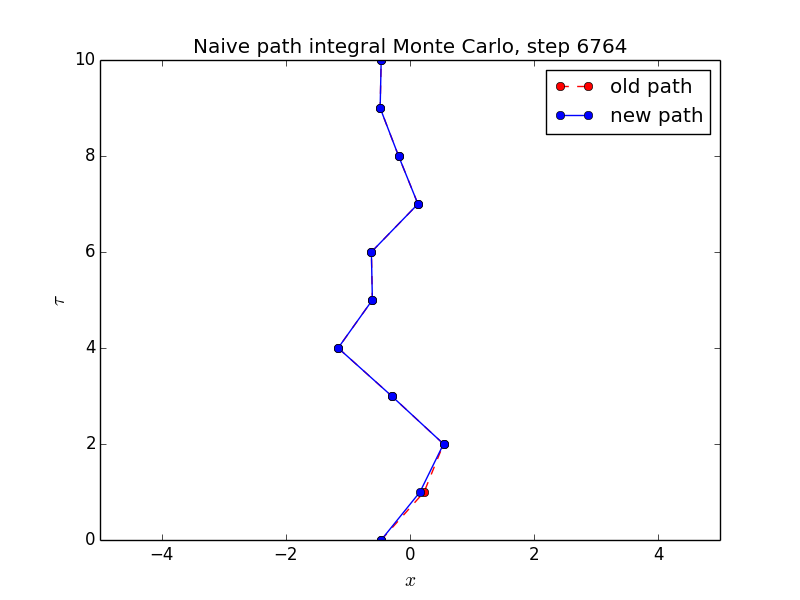 Naive path integral Monte Carlo, step 6764
old path
new path
10
8
6
4
2
0
τ
−4 −2 0 2 4
x